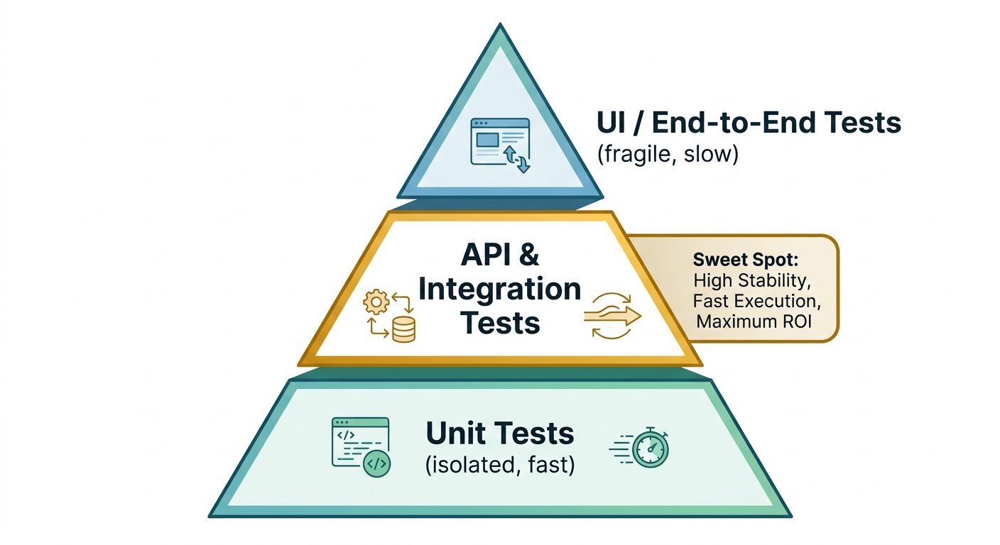 UI / End-to-End Tests
(fragile, slow)
API &
Integration
Tests
Sweet Spot:
High Stability,
Fast Execution,
Maximum ROI
</>
Unit Tests
(isolated, fast)
</>